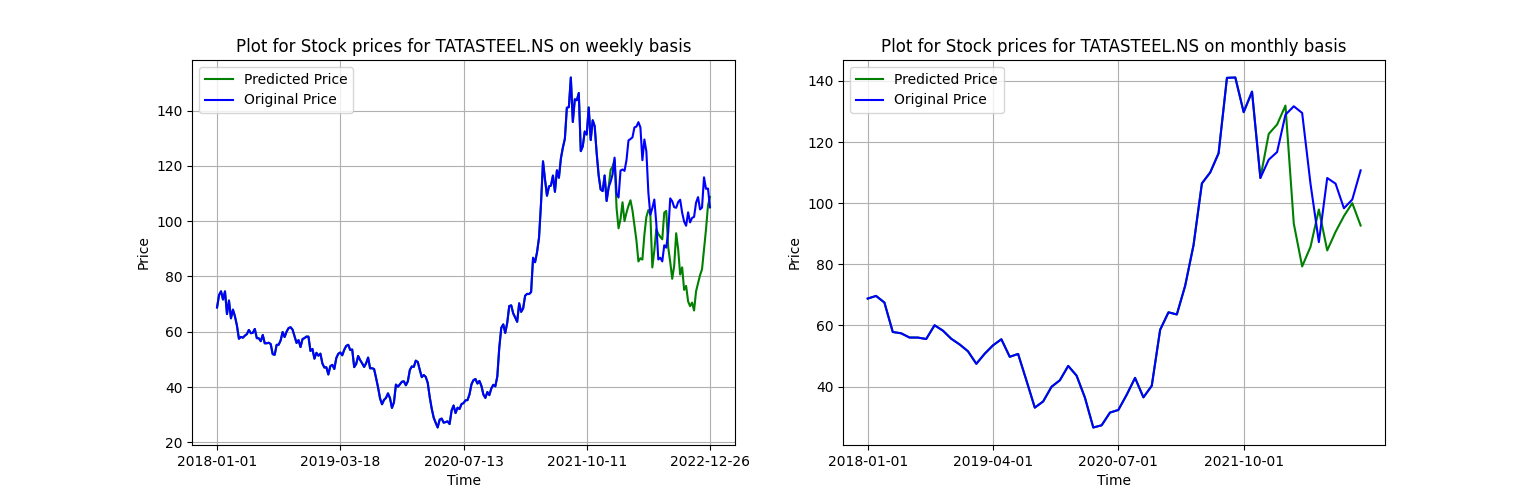 Plot for Stock prices for TATASTEEL.NS on weekly basis
Predicted Price
Original Price
140
120
100
80
60
40
20
Price
2018-01-01 2019-03-18 2020-07-13 2021-10-11 2022-12-26
Time
Plot for Stock prices for TATASTEEL.NS on monthly basis
Predicted Price
Original Price
140
120
100
80
60
40
Price
2018-01-01 2019-04-01 2020-07-01 2021-10-01
Time